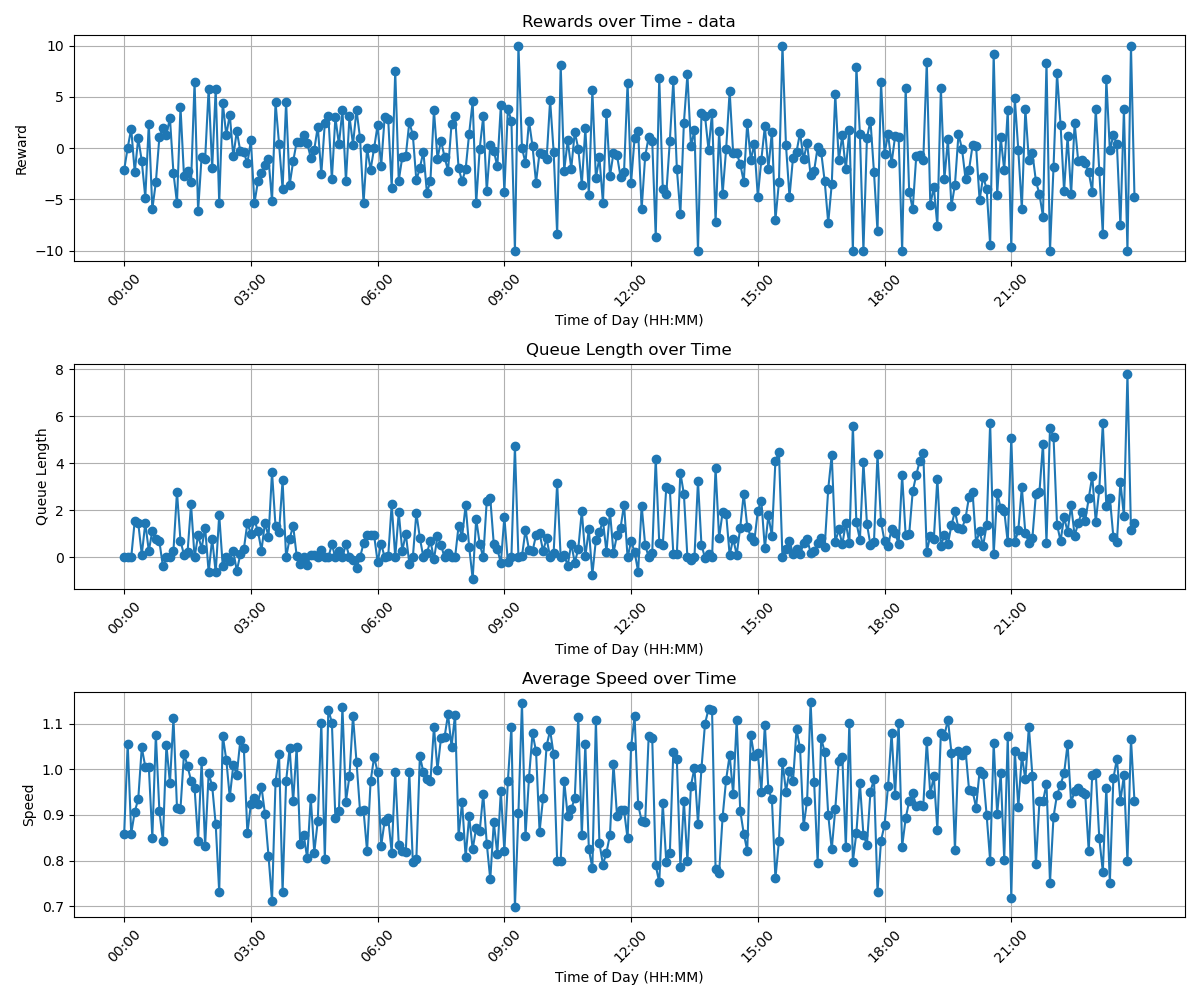 Rewards over Time - data
Reward
10
5
0
−5
−10
00:00 03:00 06:00 09:00 12:00 15:00 18:00 21:00
Time of Day (HH:MM)
Queue Length over Time
Queue Length
8
6
4
2
0
00:00 03:00 06:00 09:00 12:00 15:00 18:00 21:00
Time of Day (HH:MM)
Average Speed over Time
Speed
1.1
1.0
0.9
0.8
0.7
00:00 03:00 06:00 09:00 12:00 15:00 18:00 21:00
Time of Day (HH:MM)